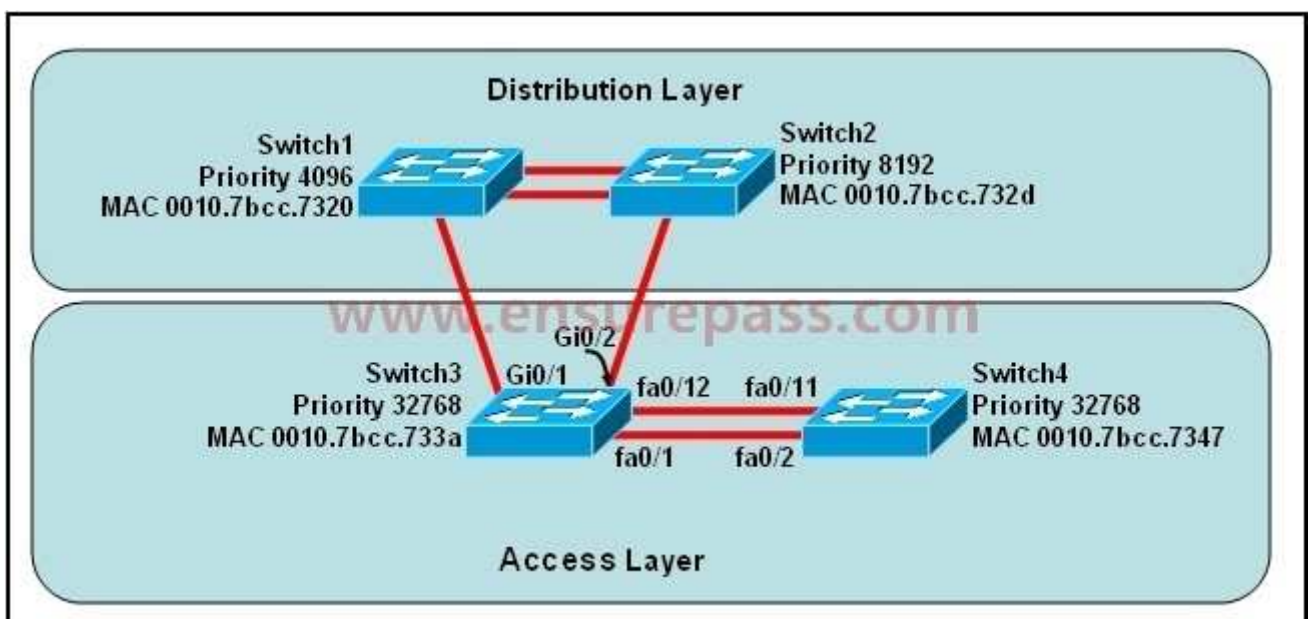 Distribution Layer
Switch1
Priority 4096
MAC 0010.7bcc.7320
Switch2
Priority 8192
MAC 0010.7bcc.732d
www.ensurepass.com
Gi0/2
Switch3
Priority 32768
MAC 0010.7bcc.733a
Gi0/1
fa0/12
fa0/11
fa0/1
fa0/2
Switch4
Priority 32768
MAC 0010.7bcc.7347
Access Layer